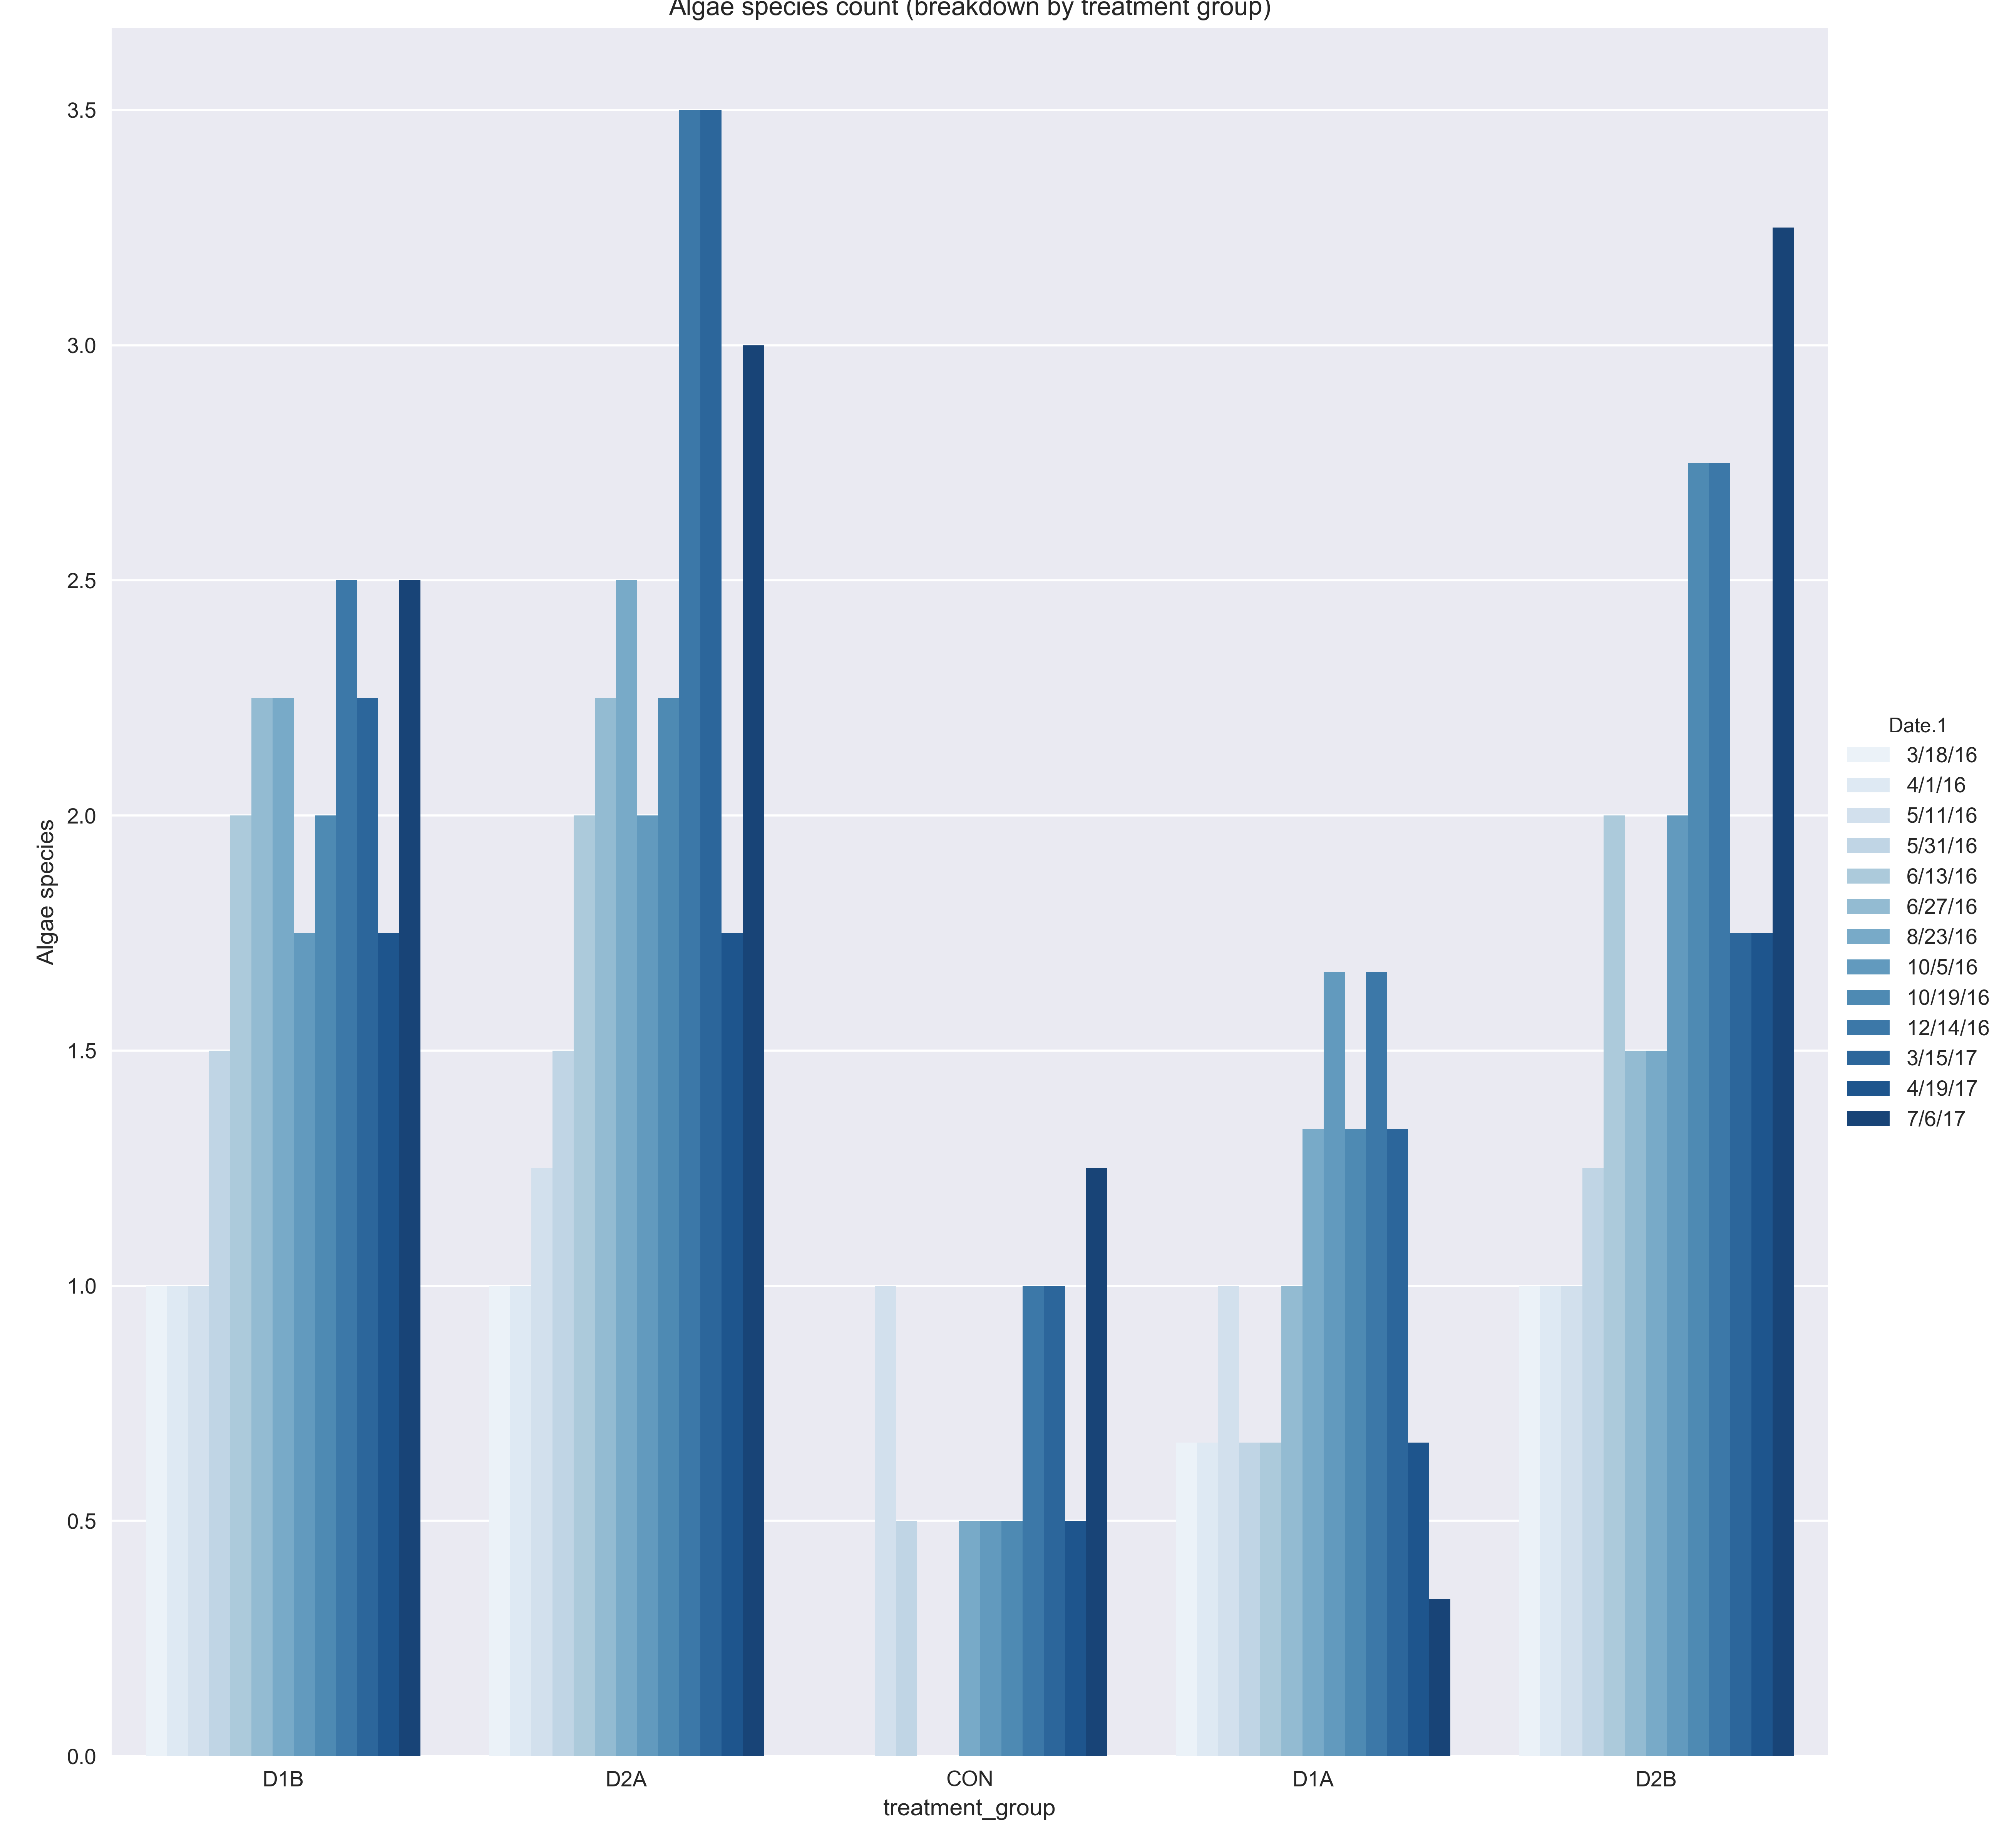 Algae species count (breakdown by treatment group)
3.5
3.0
2.5
2.0
1.5
1.0
0.5
0.0
Algae species
D1B
D2A
CON
D1A
D2B
treatment_group
Date.1
3/18/16
4/1/16
5/11/16
5/31/16
6/13/16
6/27/16
8/23/16
10/5/16
10/19/16
12/14/16
3/15/17
4/19/17
7/6/17